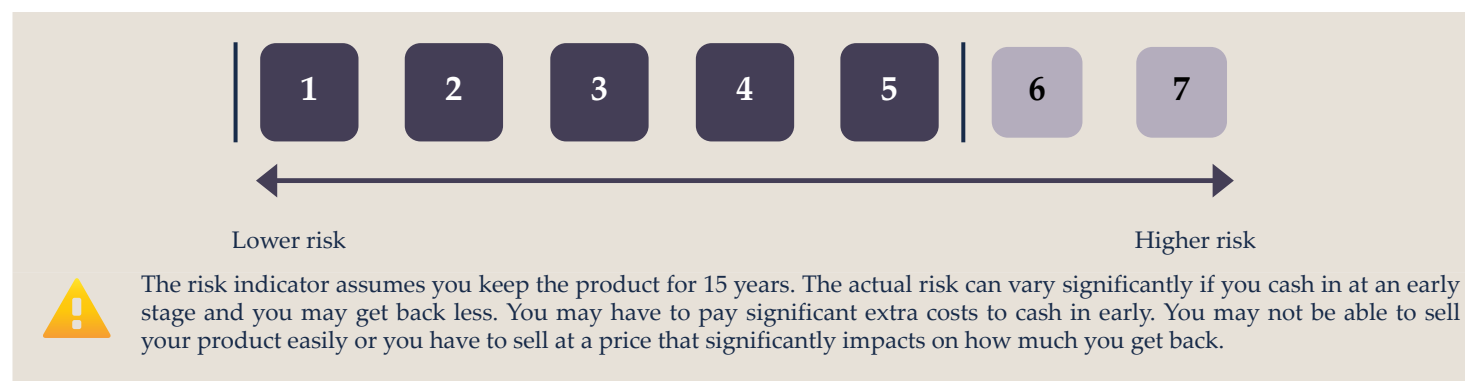 1 2 3 4 5 6 7
Lower risk Higher risk
The risk indicator assumes you keep the product for 15 years. The actual risk can vary significantly if you cash in at an early
stage and you may get back less. You may have to pay significant extra costs to cash in early. You may not be able to sell
your product easily or you have to sell at a price that significantly impacts on how much you get back.